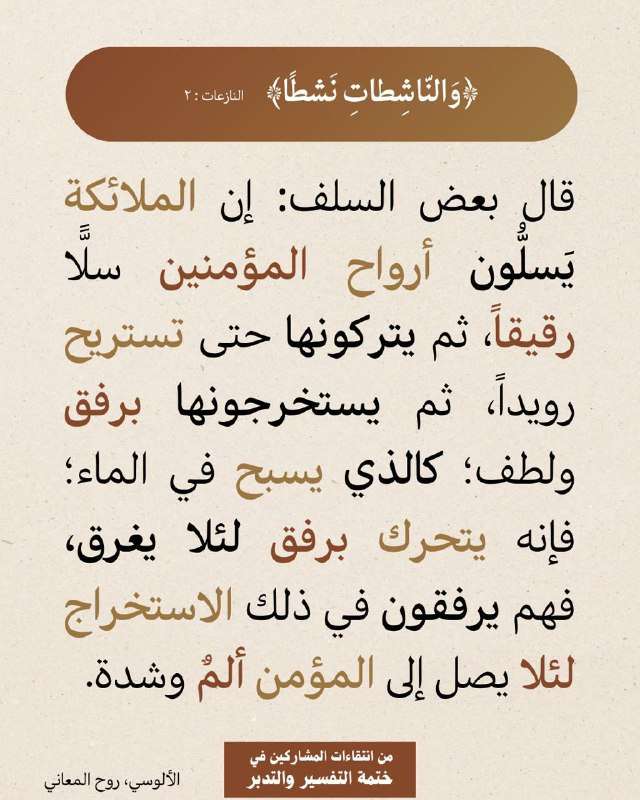 ﴿وَالنّاشِطاتِ نَشطًا﴾ النازعات : ٢
قال بعض السلف: إن الملائكة
يَسلُّون أرواح المؤمنين سلًّا
رقيقاً، ثم يتركونها حتى تستريح
رويداً، ثم يستخرجونها برفق
ولطف؛ كالذي يسبح في الماء؛
فإنه يتحرك برفق لئلا يغرق،
فهم يرفقون في ذلك الاستخراج
لئلا يصل إلى المؤمن ألمٌ وشدة.
من انتقاءات المشاركين في
ختمة التفسير والتدبر
الألوسي، روح المعاني